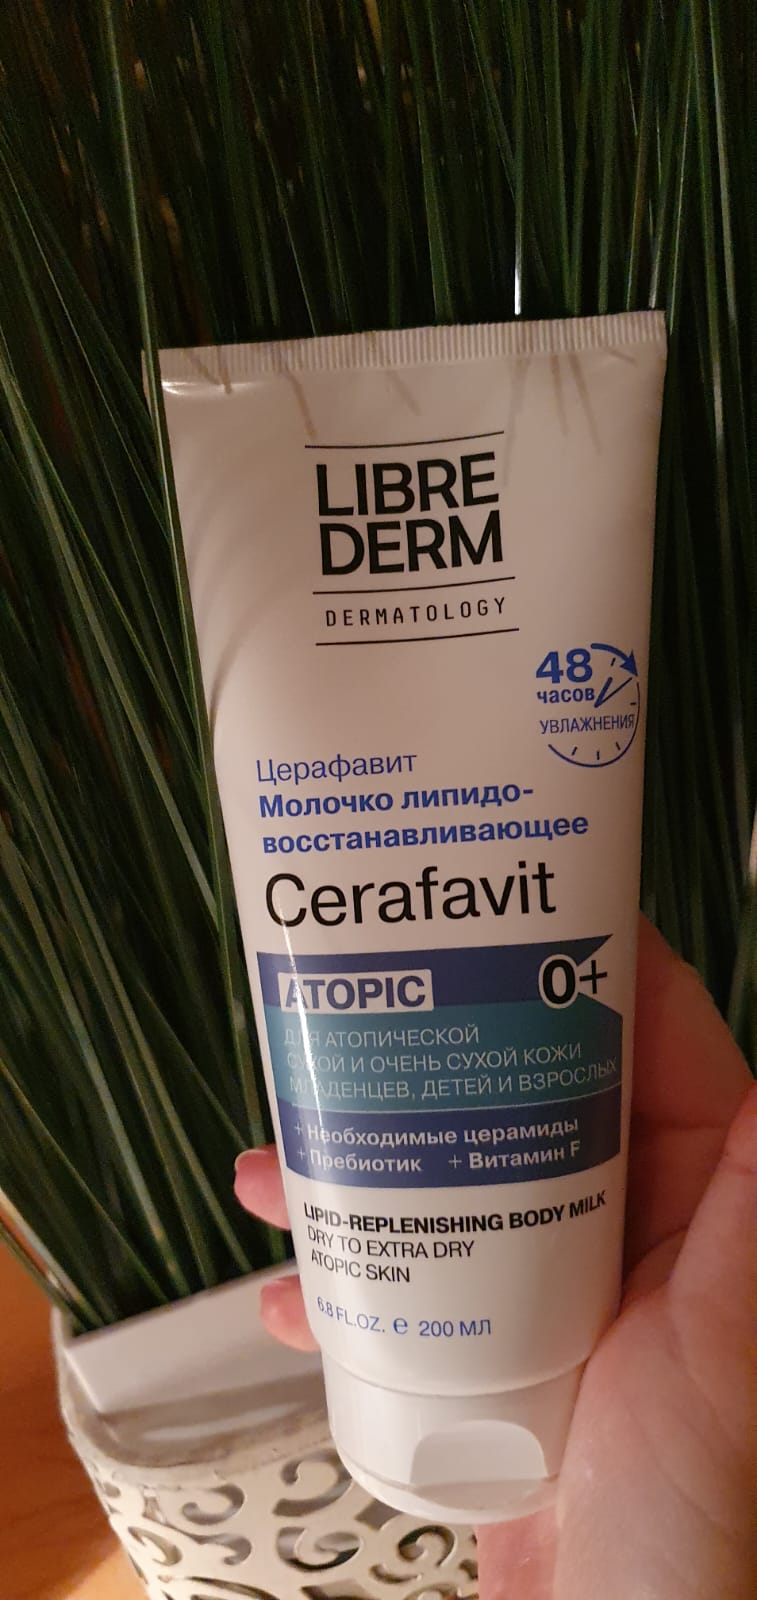 LIBRE
DERM
DERMATOLOGY
48
часов
УВЛАЖНЕНИЯ
Церафавит
Молочко липидо-
восстанавливающее
Cerafavit
ATOPIC 0+
ДЛЯ АТОПИЧЕСКОЙ
СУХОЙ И ОЧЕНЬ СУХОЙ КОЖИ
МЛАДЕНЦЕВ, ДЕТЕЙ И ВЗРОСЛЫХ
+ Необходимые церамиды
+ Пребиотик + Витамин F
LIPID-REPLENISHING BODY MILK
DRY TO EXTRA DRY
ATOPIC SKIN
6.8 FL.OZ. e 200 МЛ